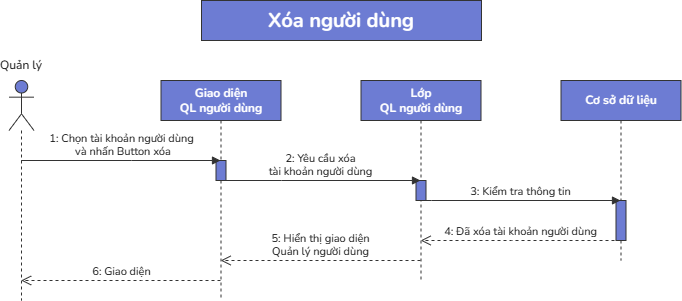 Xóa người dùng
Quản lý
Giao diện
QL người dùng
Lớp
QL người dùng
Cơ sở dữ liệu
1: Chọn tài khoản người dùng
và nhấn Button xóa
2: Yêu cầu xóa
tài khoản người dùng
3: Kiểm tra thông tin
4: Đã xóa tài khoản người dùng
5: Hiển thị giao diện
Quản lý người dùng
6: Giao diện